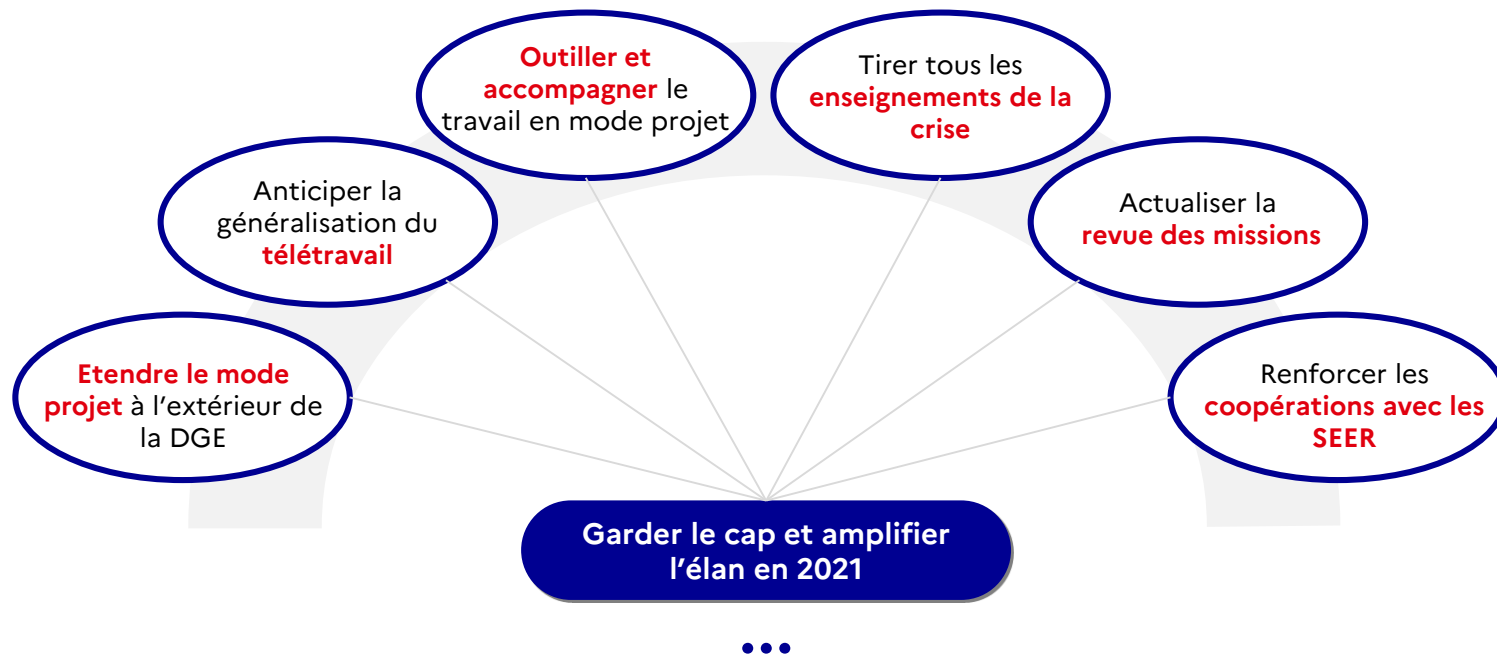 Outiller et
accompagner le
travail en mode projet
Tirer tous les
enseignements de la
crise
Anticiper la
généralisation du
télétravail
Actualiser la
revue des missions
Etendre le mode
projet à l’extérieur de
la DGE
Renforcer les
coopérations avec les
SEER
Garder le cap et amplifier
l’élan en 2021
...